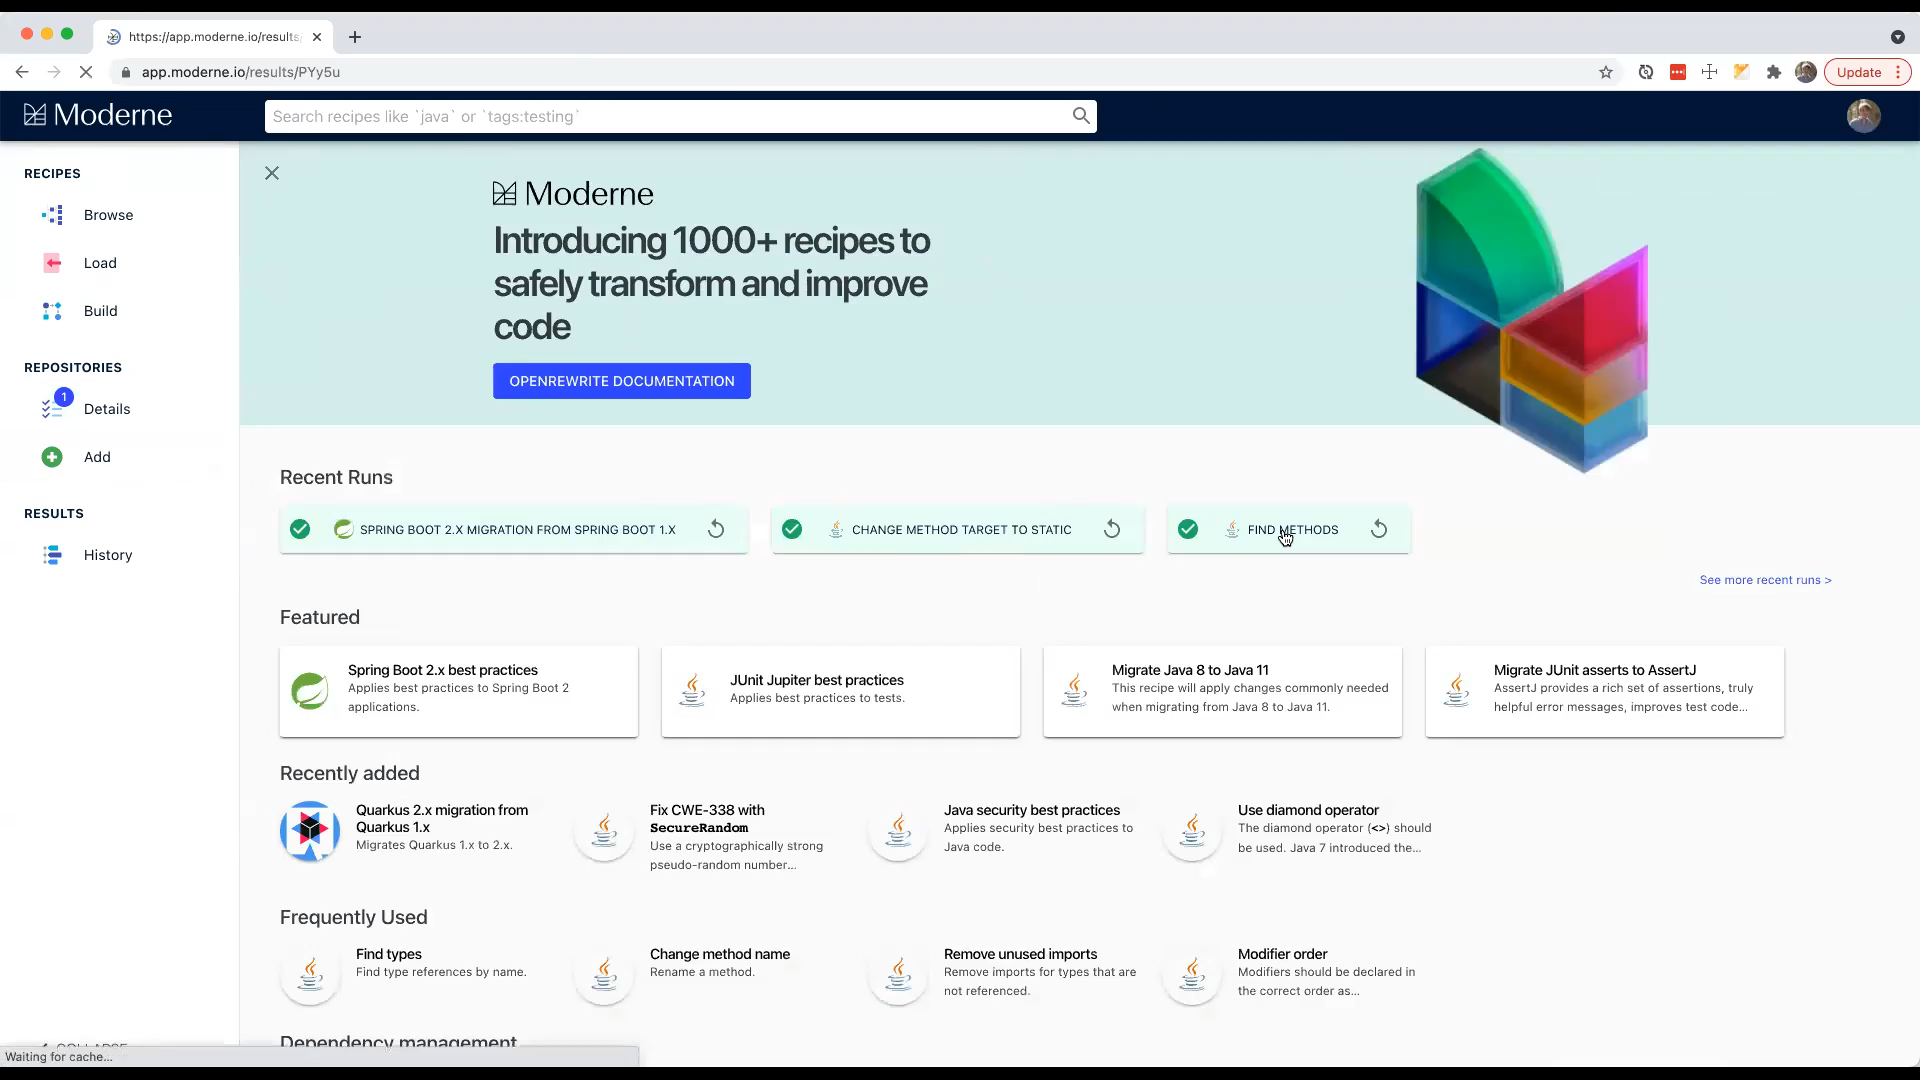 https://app.moderne.io/results
app.moderne.io/results/PYy5u
Update
Moderne
Search recipes like `java` or `tags:testing`
RECIPES
Browse
Load
Build
REPOSITORIES
1
Details
Add
RESULTS
History
Moderne
Introducing 1000+ recipes to
safely transform and improve
code
OPENREWRITE DOCUMENTATION
Recent Runs
SPRING BOOT 2.X MIGRATION FROM SPRING BOOT 1.X
CHANGE METHOD TARGET TO STATIC
FIND METHODS
See more recent runs >
Featured
Spring Boot 2.x best practices
Applies best practices to Spring Boot 2
applications.
JUnit Jupiter best practices
Applies best practices to tests.
Migrate Java 8 to Java 11
This recipe will apply changes commonly needed
when migrating from Java 8 to Java 11.
Migrate JUnit asserts to AssertJ
AssertJ provides a rich set of assertions, truly
helpful error messages, improves test code...
Recently added
Quarkus 2.x migration from
Quarkus 1.x
Migrates Quarkus 1.x to 2.x.
Fix CWE-338 with
SecureRandom
Use a cryptographically strong
pseudo-random number...
Java security best practices
Applies security best practices to
Java code.
Use diamond operator
The diamond operator (<>) should
be used. Java 7 introduced the...
Frequently Used
Find types
Find type references by name.
Change method name
Rename a method.
Remove unused imports
Remove imports for types that are
not referenced.
Modifier order
Modifiers should be declared in
the correct order as...
Dependency management
COLLAPSE
Waiting for cache...